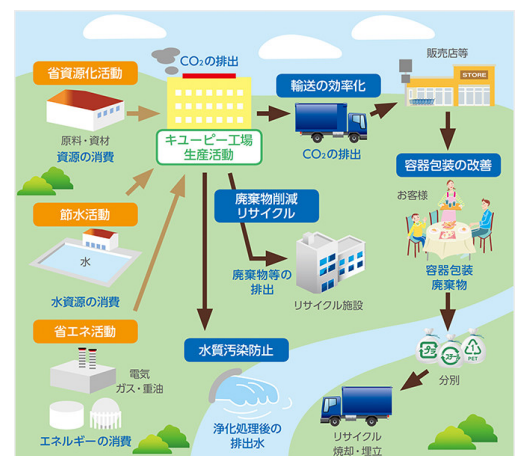 省資源化活動
原料・資材
資源の消費
節水活動
水
水資源の消費
省エネ活動
電気
ガス・重油
エネルギーの消費
CO₂の排出
キユーピー工場
生産活動
輸送の効率化
CO₂の排出
販売店等
STORE
容器包装の改善
お客様
容器包装
廃棄物
分別
1
PET
リサイクル
焼却・埋立
廃棄物削減
リサイクル
廃棄物等の
排出
リサイクル施設
水質汚染防止
浄化処理後の
排出水